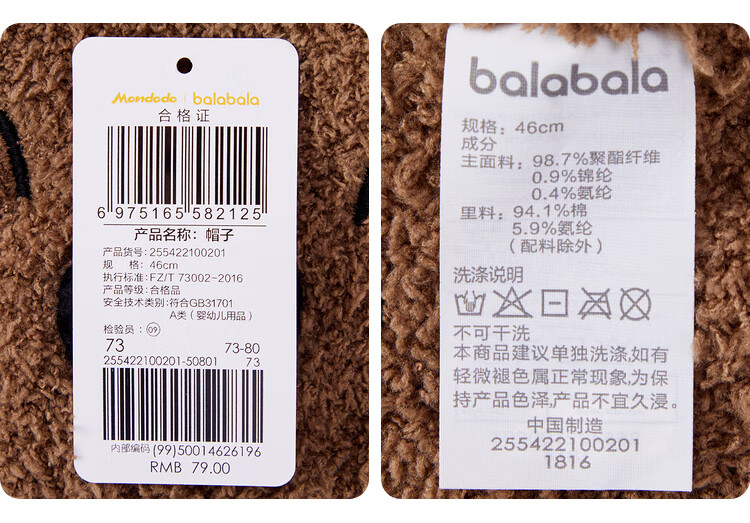 Mondodo | balabala
合格证
6 975165 582125
产品名称: 帽子
产品货号: 255422100201
规 格: 46cm
执行标准: FZ/T 73002-2016
产品等级: 合格品
安全技术类别: 符合GB31701
A类 (婴幼儿用品)
检验员: 09
73 73-80
255422100201-50801 73
内部编码 (99)50014626196
RMB 79.00
balabala
规格: 46cm
成分
主面料: 98.7%聚酯纤维
0.9%锦纶
0.4%氨纶
里料: 94.1%棉
5.9%氨纶
(配料除外)
洗涤说明
不可干洗
本商品建议单独洗涤,如有
轻微褪色属正常现象,为保
持产品色泽,产品不宜久浸。
中国制造
255422100201
1816